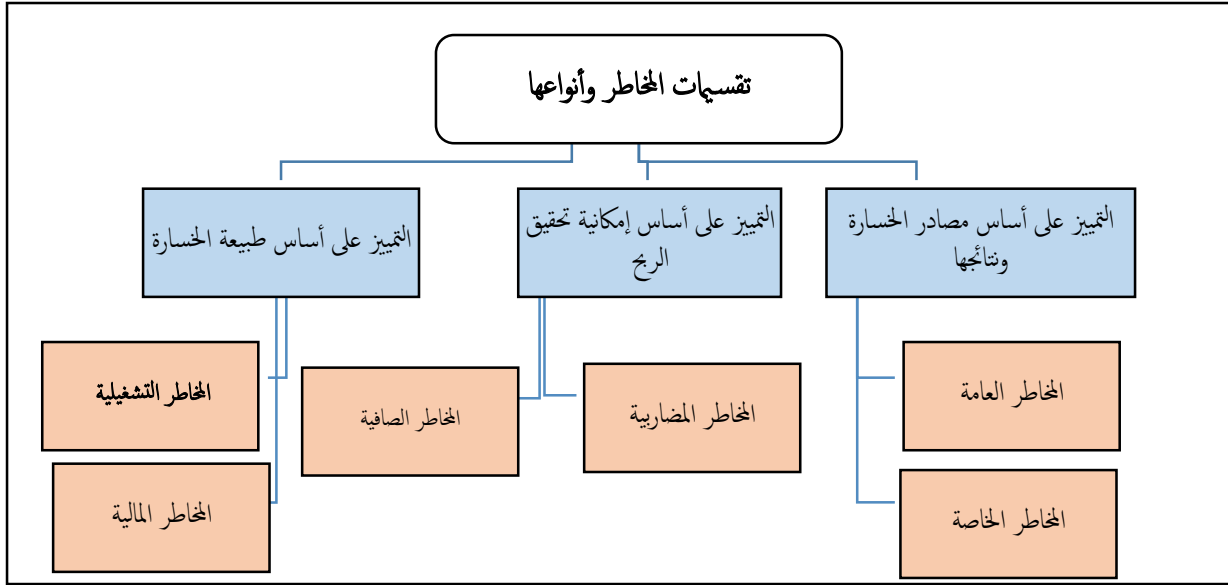 تقسيمات المخاطر وأنواعها
التمييز على أساس مصادر الخسارة
ونتائجها
التمييز على أساس إمكانية تحقيق
الربح
التمييز على أساس طبيعة الخسارة
المخاطر العامة
المخاطر الخاصة
المخاطر المضاربية
المخاطر الصافية
المخاطر التشغيلية
المخاطر المالية